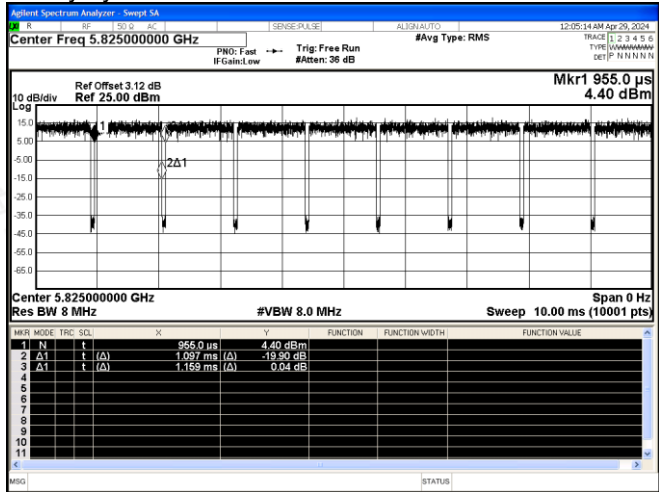 Agilent Spectrum Analyzer - Swept SA
R RF 50 Ω AC SENSE:PULSE ALIGNAUTO 12:05:14 AM Apr 29, 2024
Center Freq 5.825000000 GHz #Avg Type: RMS TRACE 1 2 3 4 5 6
PNO: Fast Trig: Free Run TYPE
IFGain:Low #Atten: 36 dB DET P N N N N N
Mkr1 955.0 µs
Ref Offset 3.12 dB
10 dB/div Ref 25.00 dBm 4.40 dBm
Log
15.0
1
5.00
-5.00
2Δ1
-15.0
-25.0
-35.0
-45.0
-55.0
-65.0
Center 5.825000000 GHz Span 0 Hz
Res BW 8 MHz #VBW 8.0 MHz Sweep 10.00 ms (10001 pts)
MKR MODE TRC SCL X Y FUNCTION FUNCTION WIDTH FUNCTION VALUE
1 N t 955.0 µs 4.40 dBm
2 Δ1 t (Δ) 1.097 ms (Δ) -19.90 dB
3 Δ1 t (Δ) 1.159 ms (Δ) 0.04 dB
4
5
6
7
8
9
10
11
MSG STATUS